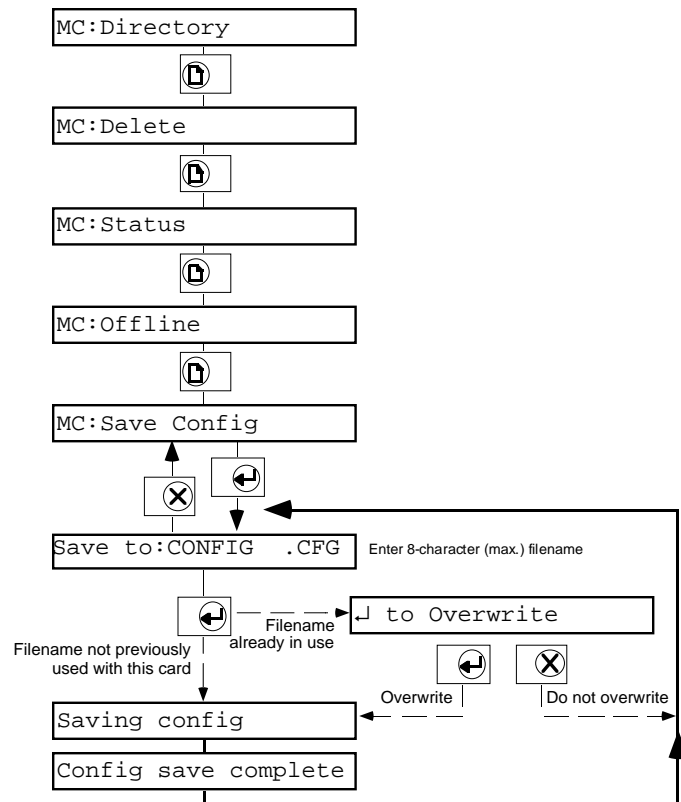 MC:Directory
MC:Delete
MC:Status
MC:Offline
MC:Save Config
Save to:CONFIG .CFG
Enter 8-character (max.) filename
↵ to Overwrite
Filename
already in use
Filename not previously
used with this card
Overwrite
Do not overwrite
Saving config
Config save complete